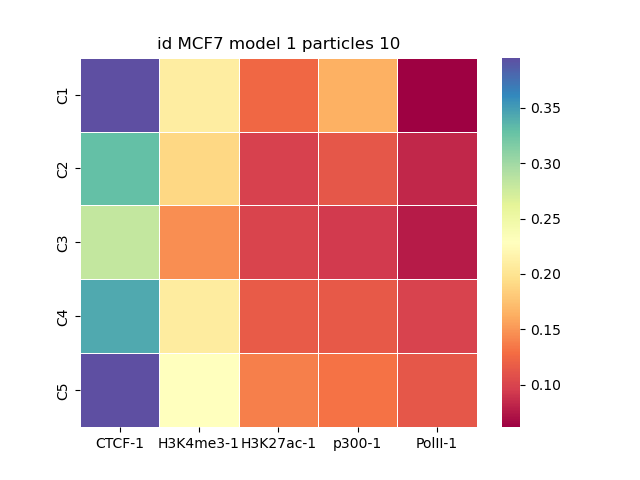 id MCF7 model 1 particles 10
C1
C2
C3
C4
C5
CTCF-1 H3K4me3-1 H3K27ac-1 p300-1 PolII-1
0.35
0.30
0.25
0.20
0.15
0.10